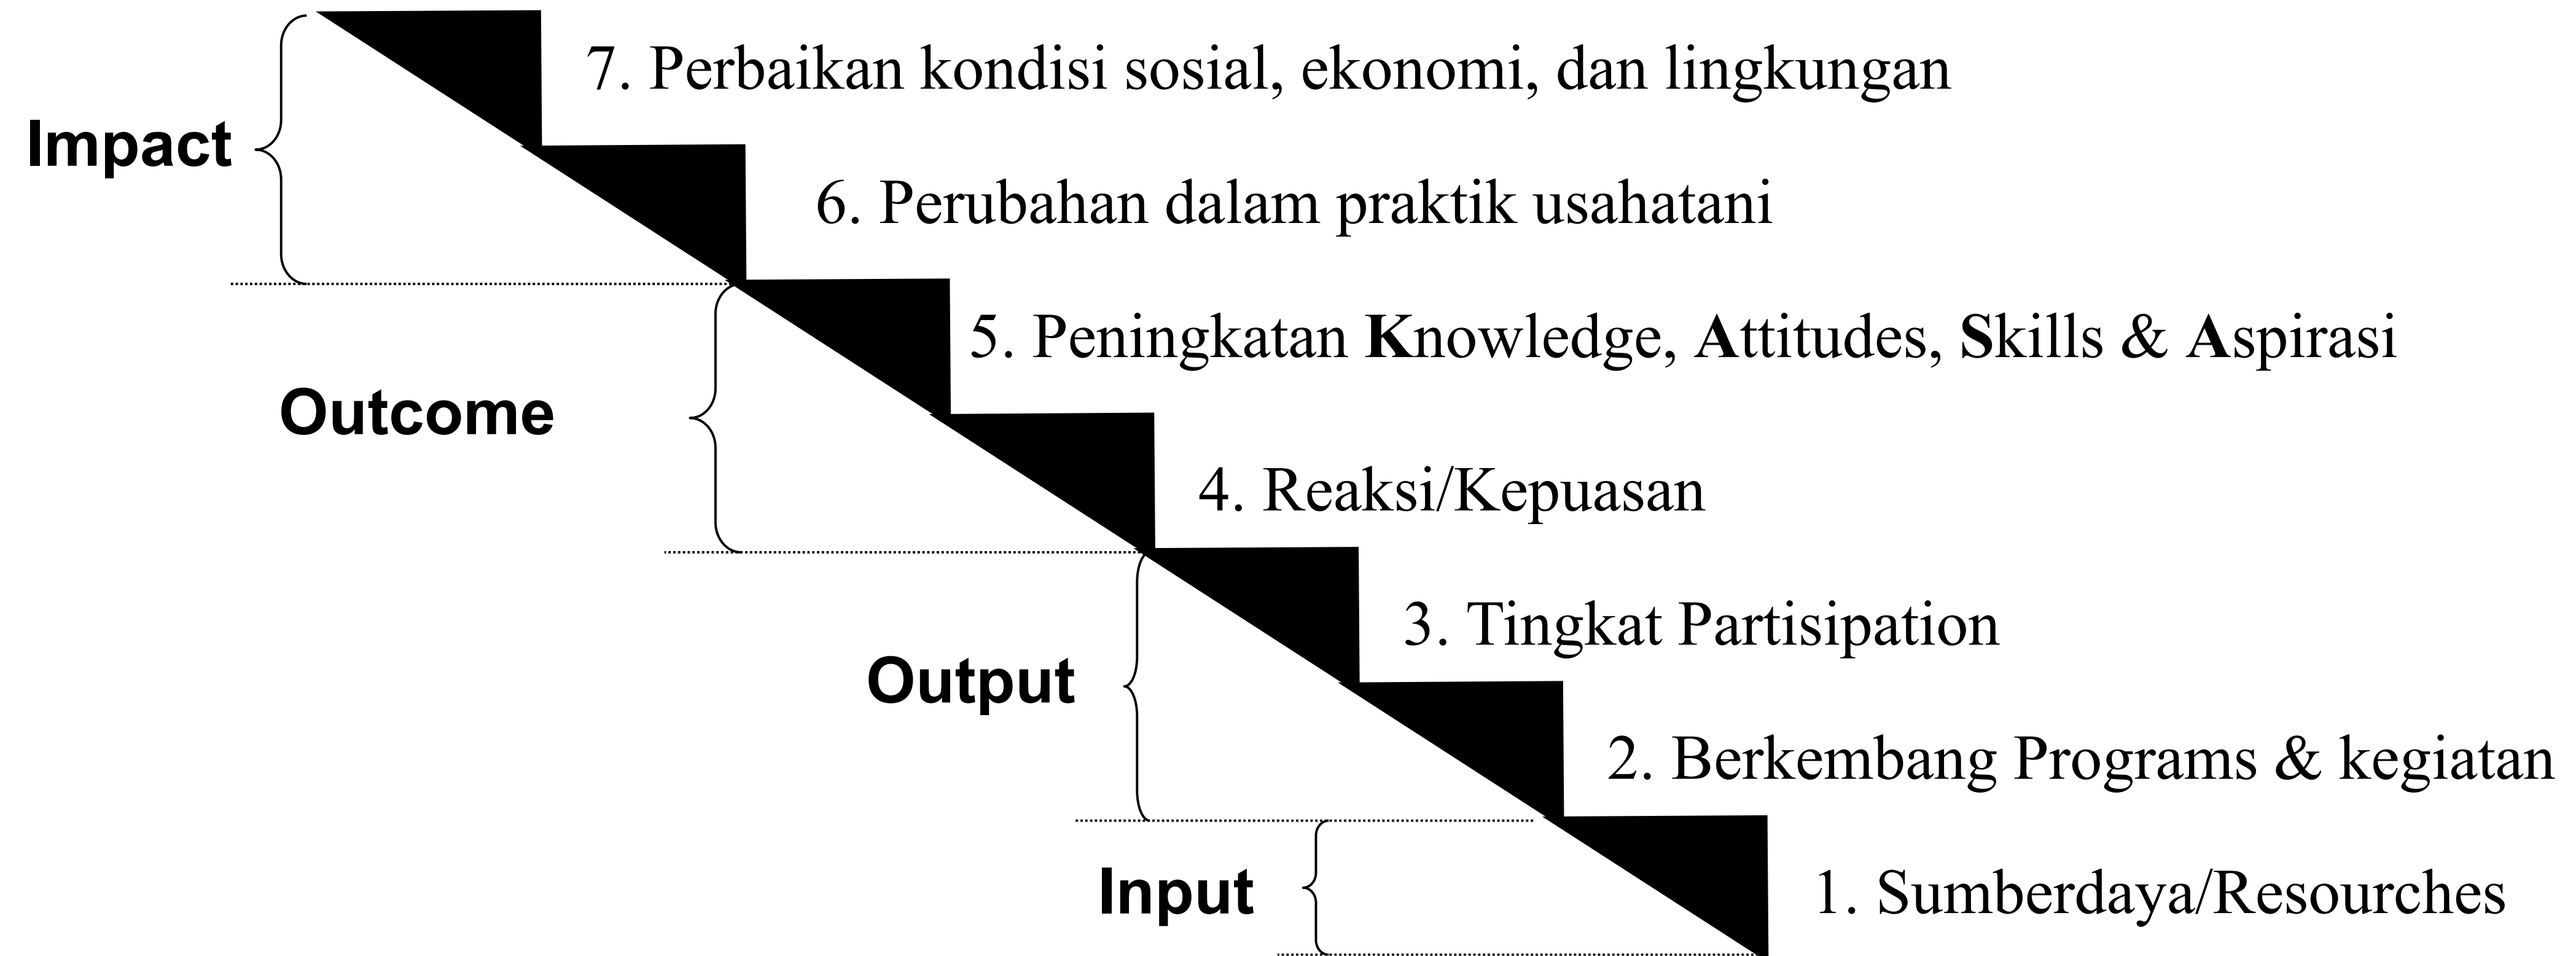 7. Perbaikan kondisi sosial, ekonomi, dan lingkungan
Impact
6. Perubahan dalam praktik usahatani
5. Peningkatan Knowledge, Attitudes, Skills & Aspirasi
Outcome
4. Reaksi/Kepuasan
3. Tingkat Partisipation
Output
2. Berkembang Programs & kegiatan
Input
1. Sumberdaya/Resourches